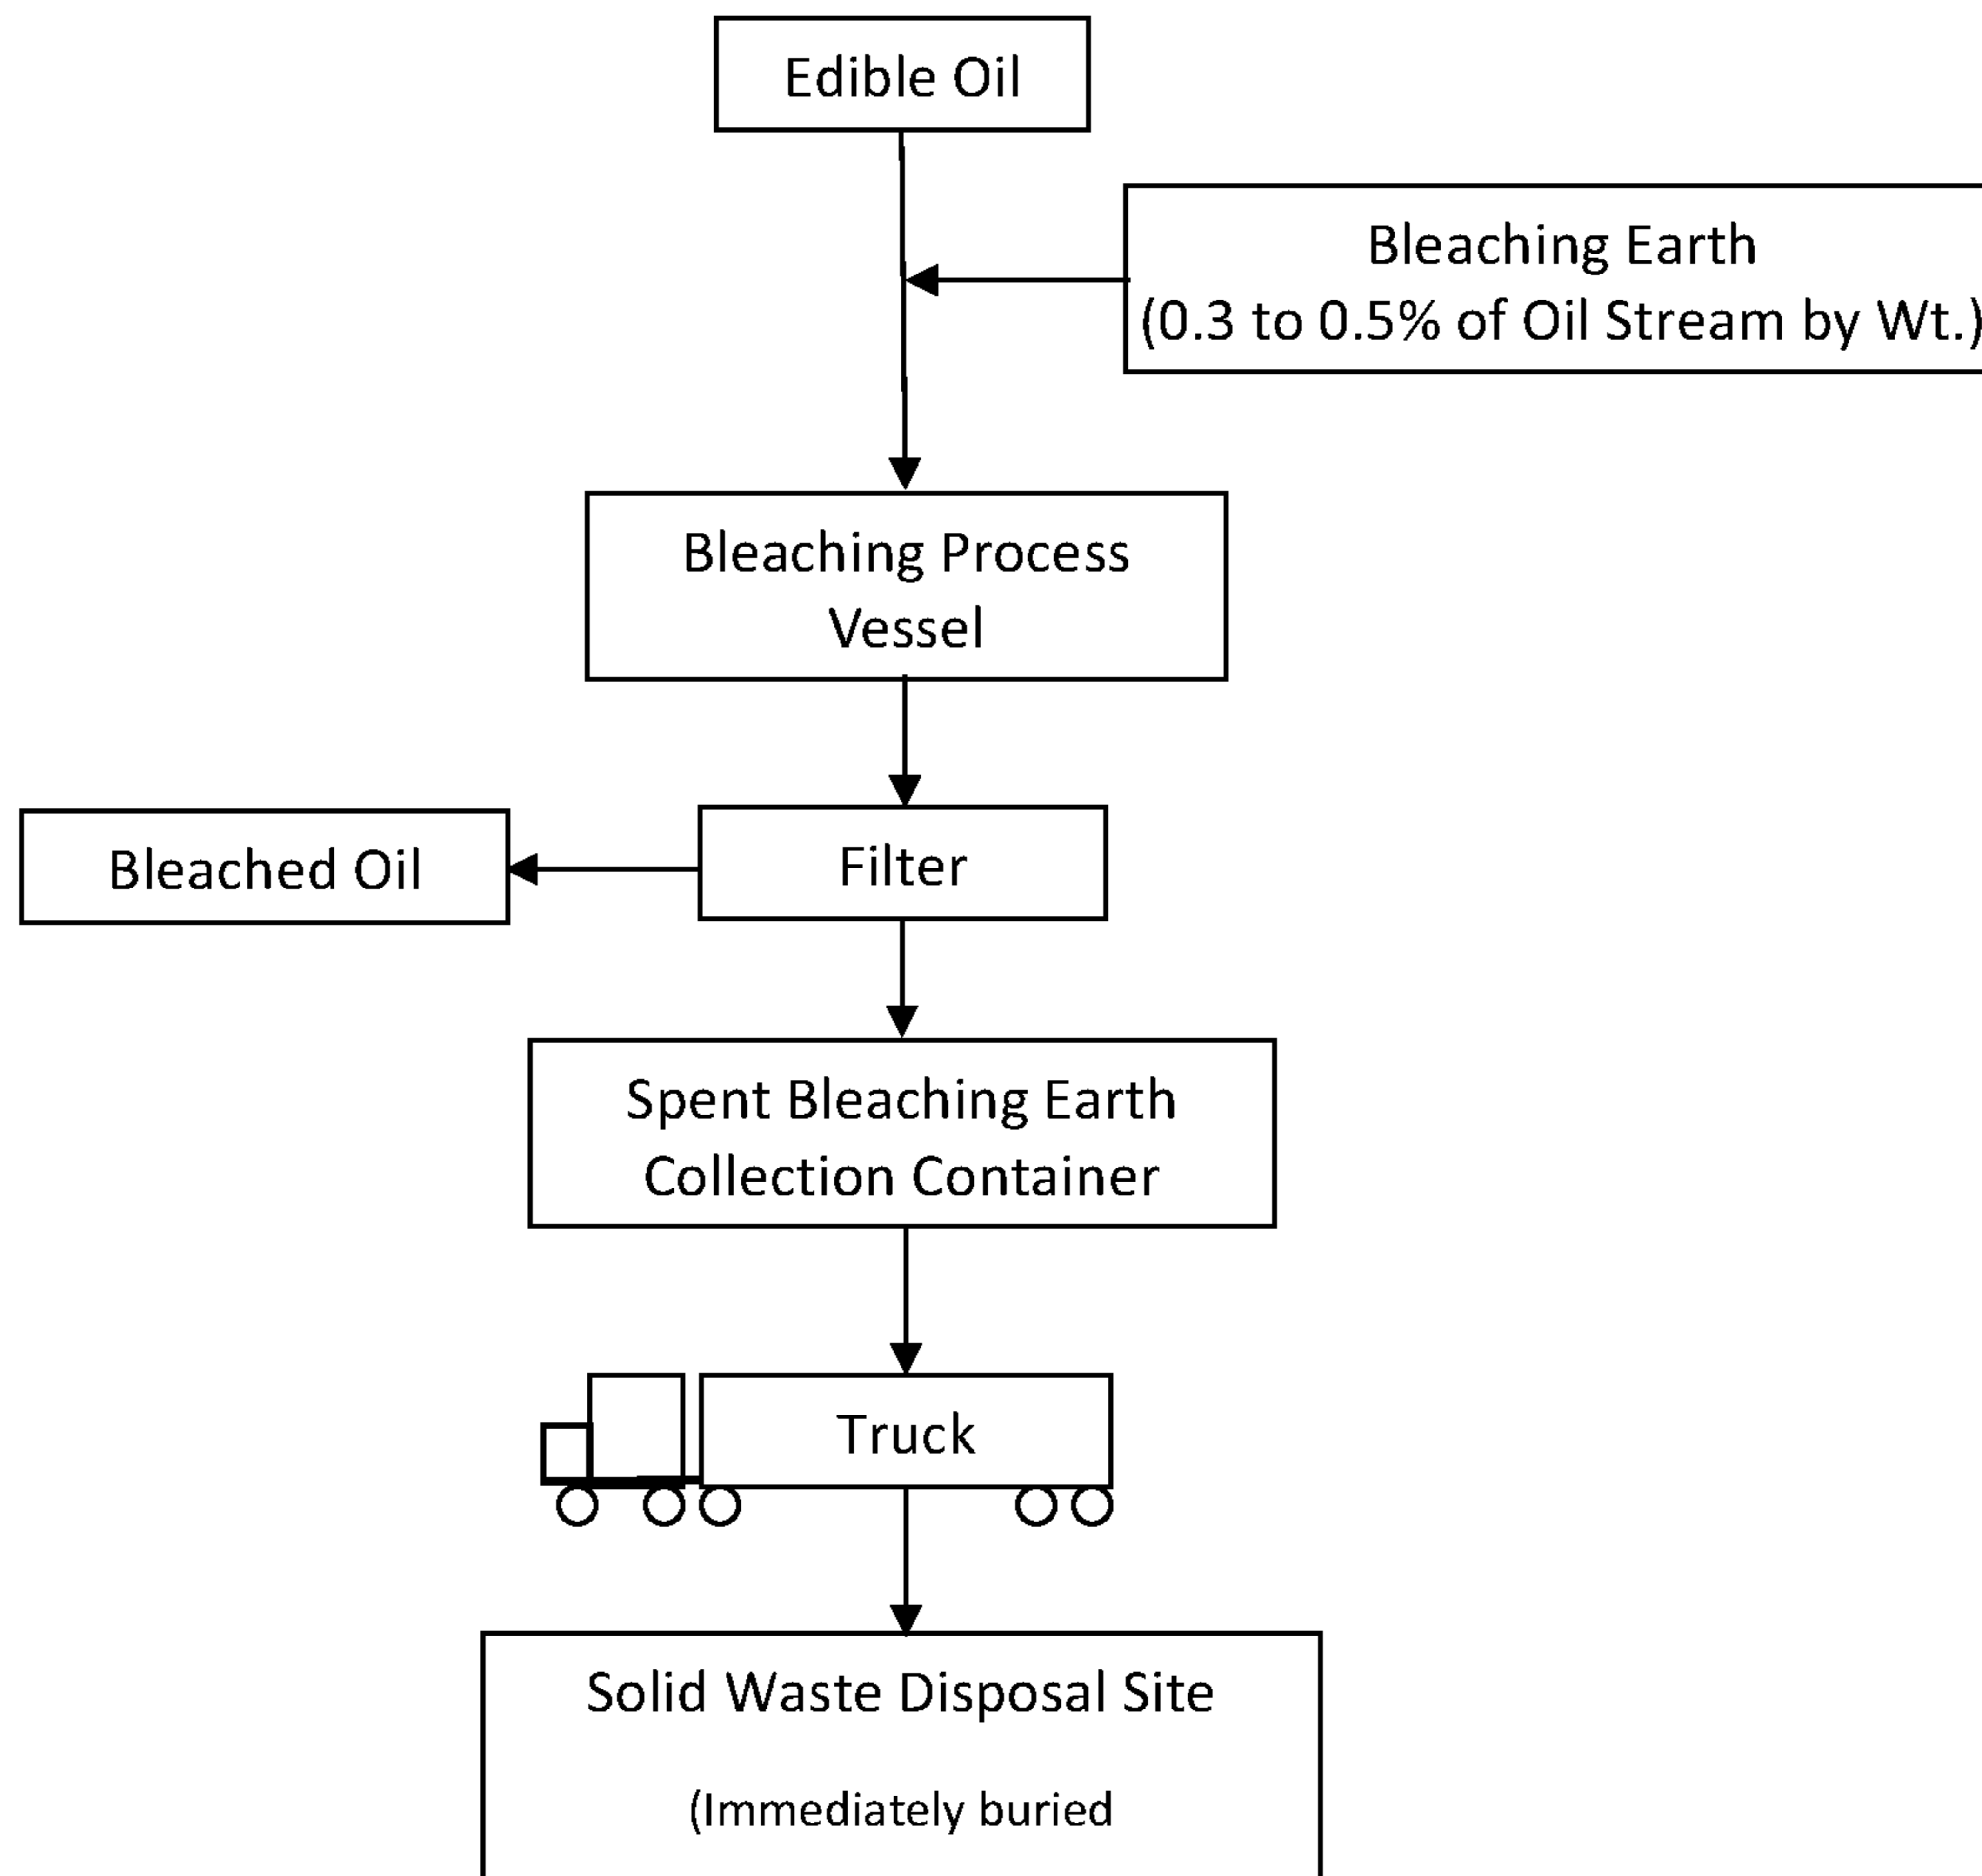 Edible Oil
Bleaching Earth
(0.3 to 0.5% of Oil Stream by Wt.)
Bleaching Process
Vessel
Bleached Oil
Filter
Spent Bleaching Earth
Collection Container
Truck
Solid Waste Disposal Site
(Immediately buried